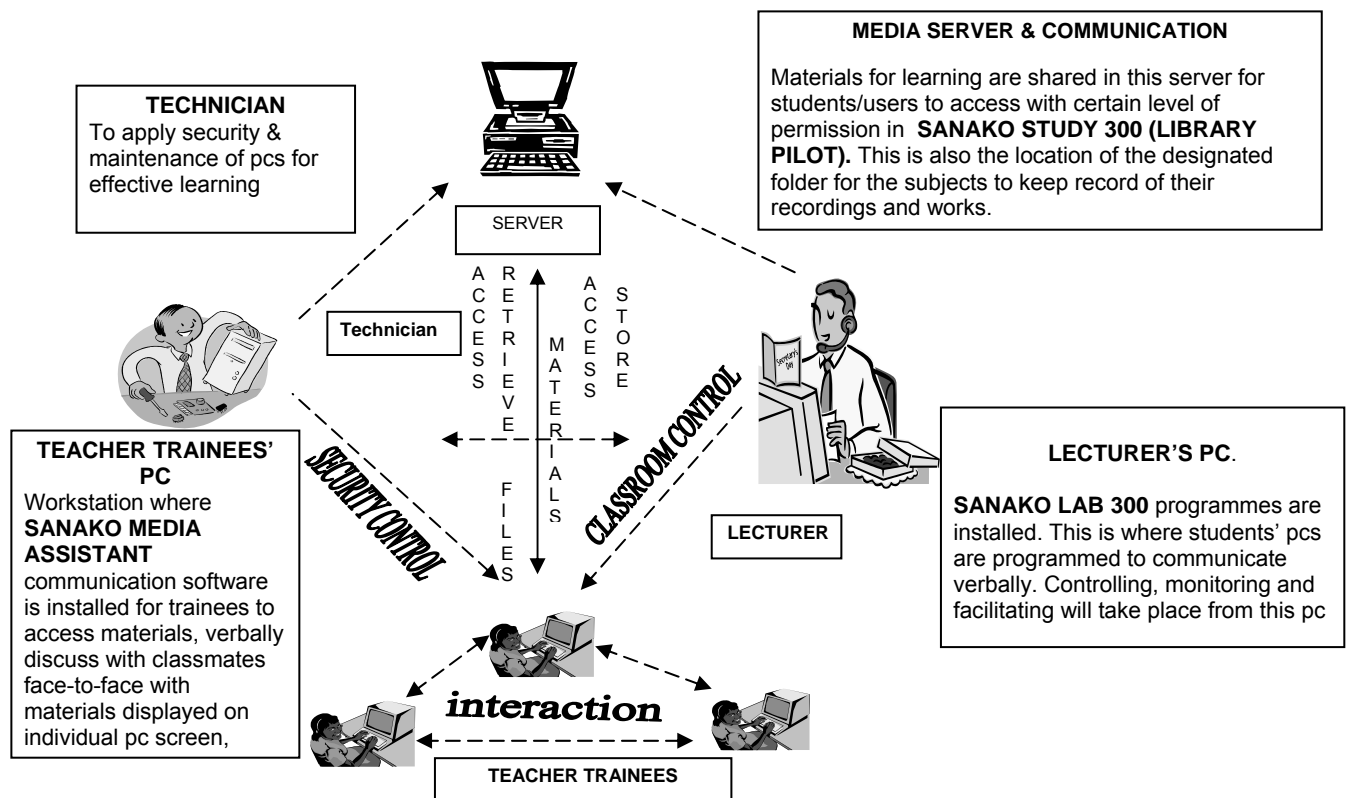 MEDIA SERVER & COMMUNICATION
Materials for learning are shared in this server for
students/users to access with certain level of
permission in SANAKO STUDY 300 (LIBRARY
PILOT). This is also the location of the designated
folder for the subjects to keep record of their
recordings and works.
TECHNICIAN
To apply security &
maintenance of pcs for
effective learning
SERVER
ACCESS
RETRIEVE FILES
MATERIALS
ACCESS
STORE
Technician
Secretary's
Day
SECURITY CONTROL
CLASSROOM CONTROL
LECTURER
TEACHER TRAINEES'
PC
Workstation where
SANAKO MEDIA
ASSISTANT
communication software
is installed for trainees to
access materials, verbally
discuss with classmates
face-to-face with
materials displayed on
individual pc screen,
LECTURER'S PC.
SANAKO LAB 300 programmes are
installed. This is where students' pcs
are programmed to communicate
verbally. Controlling, monitoring and
facilitating will take place from this pc
interaction
TEACHER TRAINEES